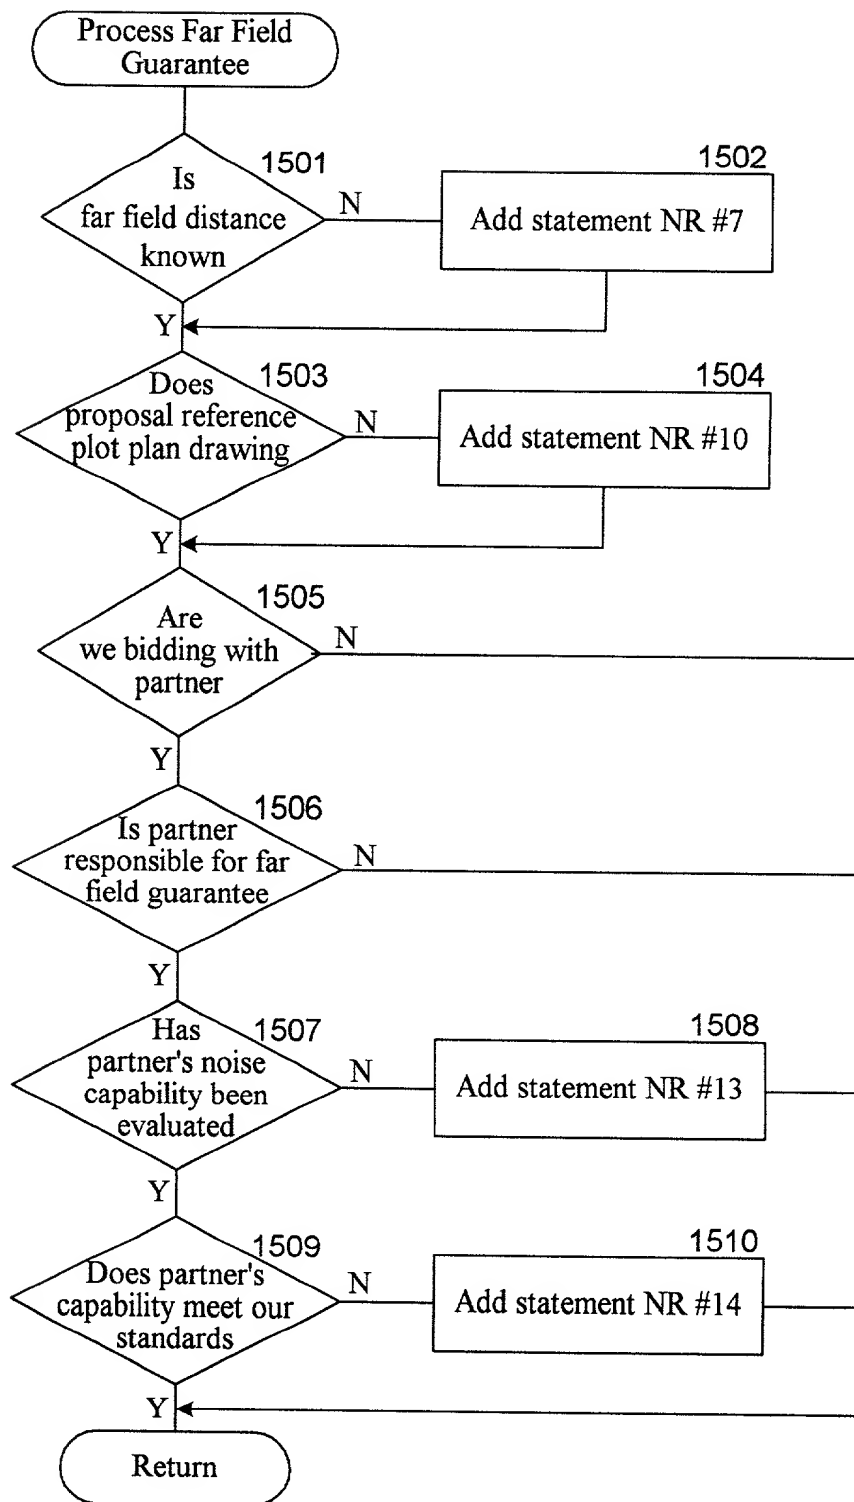 Process Far Field
Guarantee
1501
Is
far field distance
known
N
1502
Add statement NR #7
Y
1503
Does
proposal reference
plot plan drawing
N
1504
Add statement NR #10
Y
1505
Are
we bidding with
partner
N
Y
1506
Is partner
responsible for far
field guarantee
N
Y
1507
Has
partner's noise
capability been
evaluated
N
1508
Add statement NR #13
Y
1509
Does partner's
capability meet our
standards
N
1510
Add statement NR #14
Y
Return